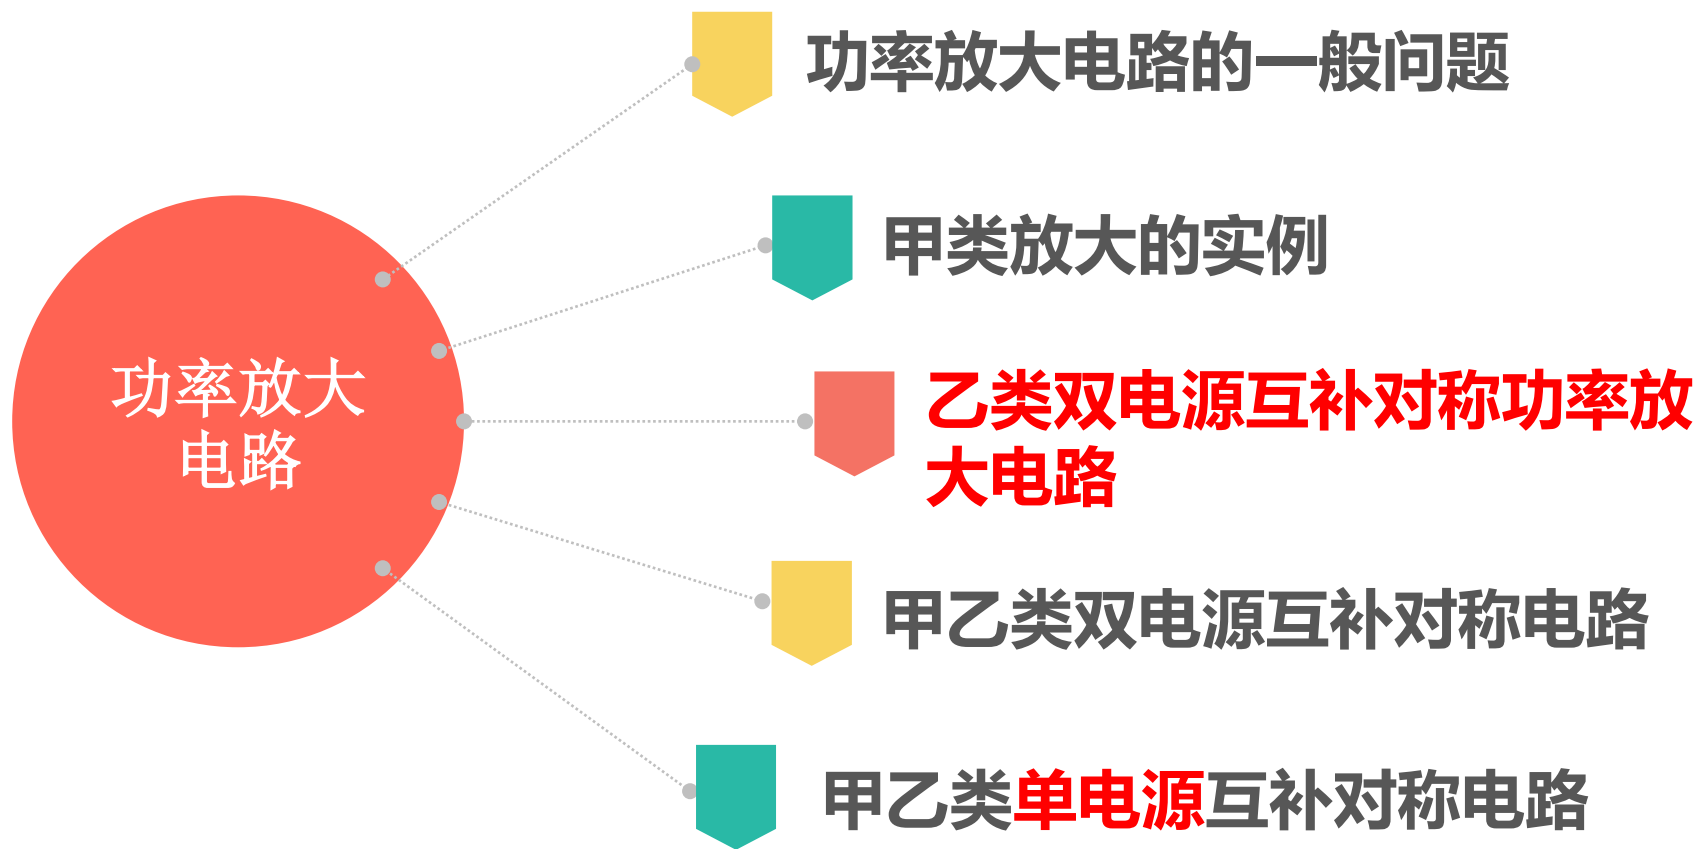 功率放大电路的一般问题
甲类放大的实例
功率放大
电路
乙类双电源互补对称功率放
大电路
甲乙类双电源互补对称电路
甲乙类单电源互补对称电路